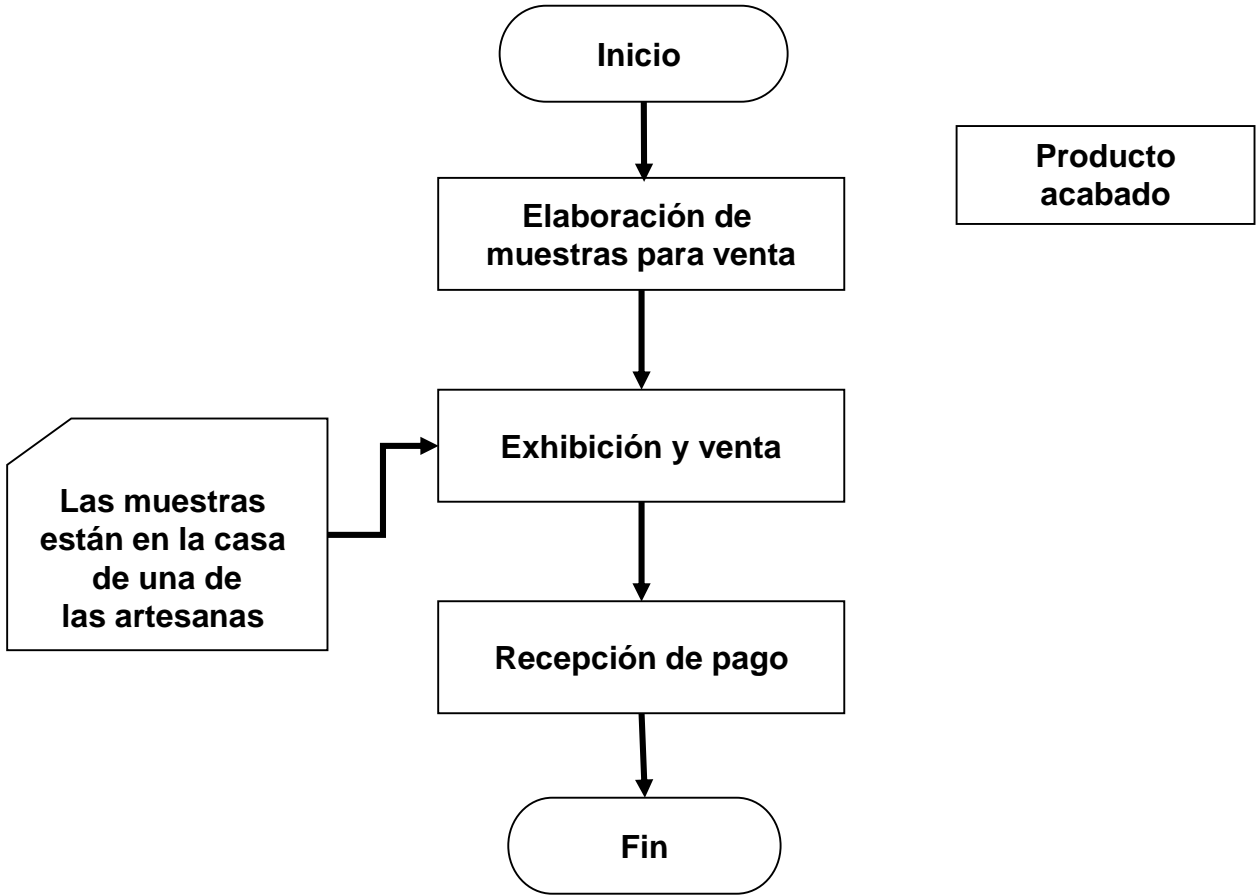 Inicio
Producto
acabado
Elaboración de
muestras para venta
Exhibición y venta
Las muestras
están en la casa
de una de
las artesanas
Recepción de pago
Fin